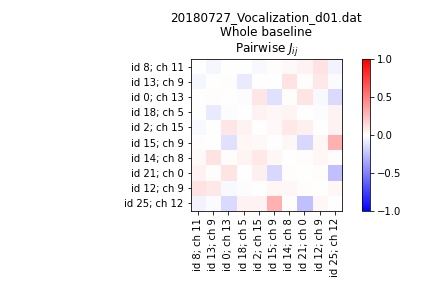 20180727_Vocalization_d01.dat
Whole baseline
Pairwise J_{ij}
id 8; ch 11
id 13; ch 9
id 0; ch 13
id 18; ch 5
id 2; ch 15
id 15; ch 9
id 14; ch 8
id 21; ch 0
id 12; ch 9
id 25; ch 12
1.0
0.5
0.0
−0.5
−1.0
id 8; ch 11
id 13; ch 9
id 0; ch 13
id 18; ch 5
id 2; ch 15
id 15; ch 9
id 14; ch 8
id 21; ch 0
id 12; ch 9
id 25; ch 12